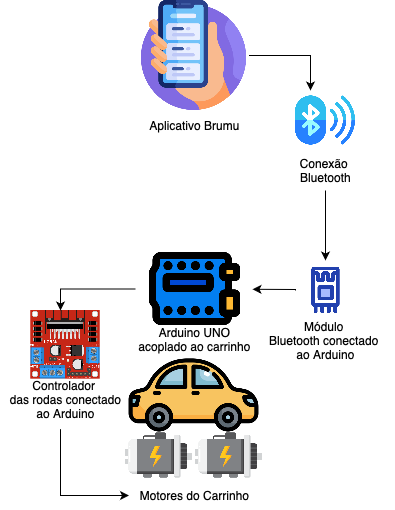 Aplicativo Brumu
Conexão
Bluetooth
Módulo
Bluetooth conectado
ao Arduino
Arduino UNO
acoplado ao carrinho
Controlador
das rodas conectado
ao Arduino
Motores do Carrinho